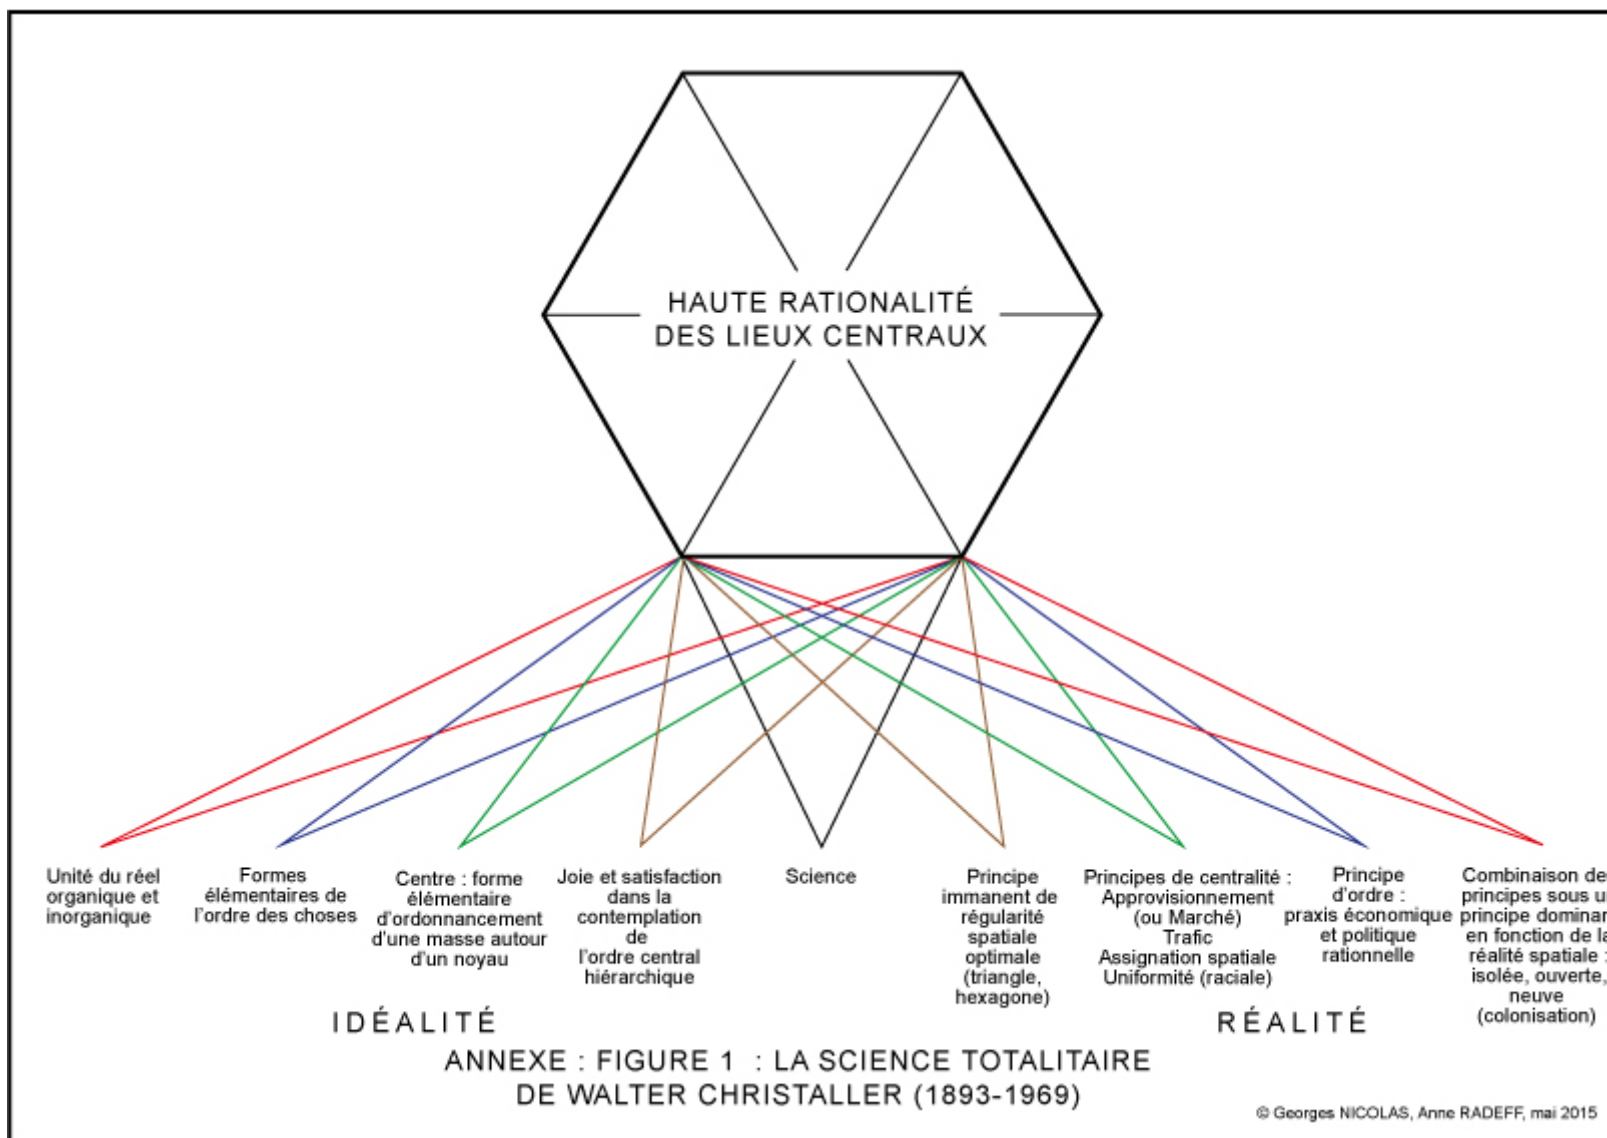 HAUTE RATIONALITÉ
DES LIEUX CENTRAUX
Unité du réel
organique et
inorganique
Formes
élémentaires de
l'ordre des choses
Centre : forme
élémentaire
d'ordonnancement
d'une masse autour
d'un noyau
Joie et satisfaction
dans la
contemplation
de
l'ordre central
hiérarchique
Science
Principe
immanent de
régularité
spatiale
optimale
(triangle,
hexagone)
Principes de centralité :
Approvisionnement
(ou Marché)
Trafic
Assignation spatiale
Uniformité (raciale)
Principe
d'ordre :
praxis économique
et politique
rationnelle
Combinaison de
principes sous
principe
en fonction de
réalité spatiale :
isolée, ouverte,
neuve
(colonisation)
IDÉALITÉ
RÉALITÉ
ANNEXE : FIGURE 1 : LA SCIENCE TOTALITAIRE
DE WALTER CHRISTALLER (1893-1969)
© Georges NICOLAS, Anne RADEFF, mai 2015